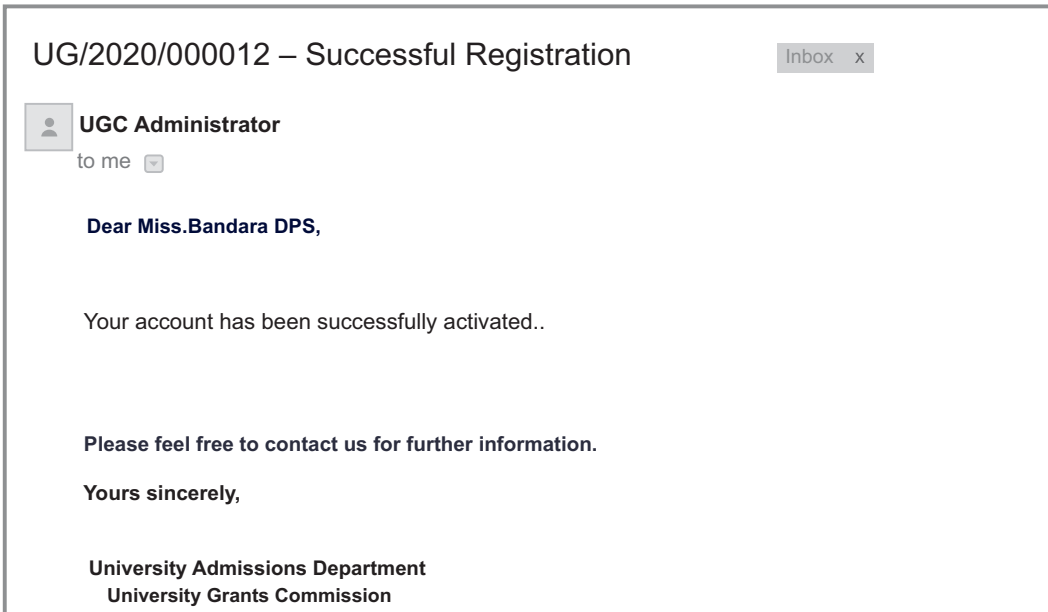 UG/2020/000012 – Successful Registration
Inbox x
UGC Administrator
to me
Dear Miss.Bandara DPS,
Your account has been successfully activated..
Please feel free to contact us for further information.
Yours sincerely,
University Admissions Department
University Grants Commission